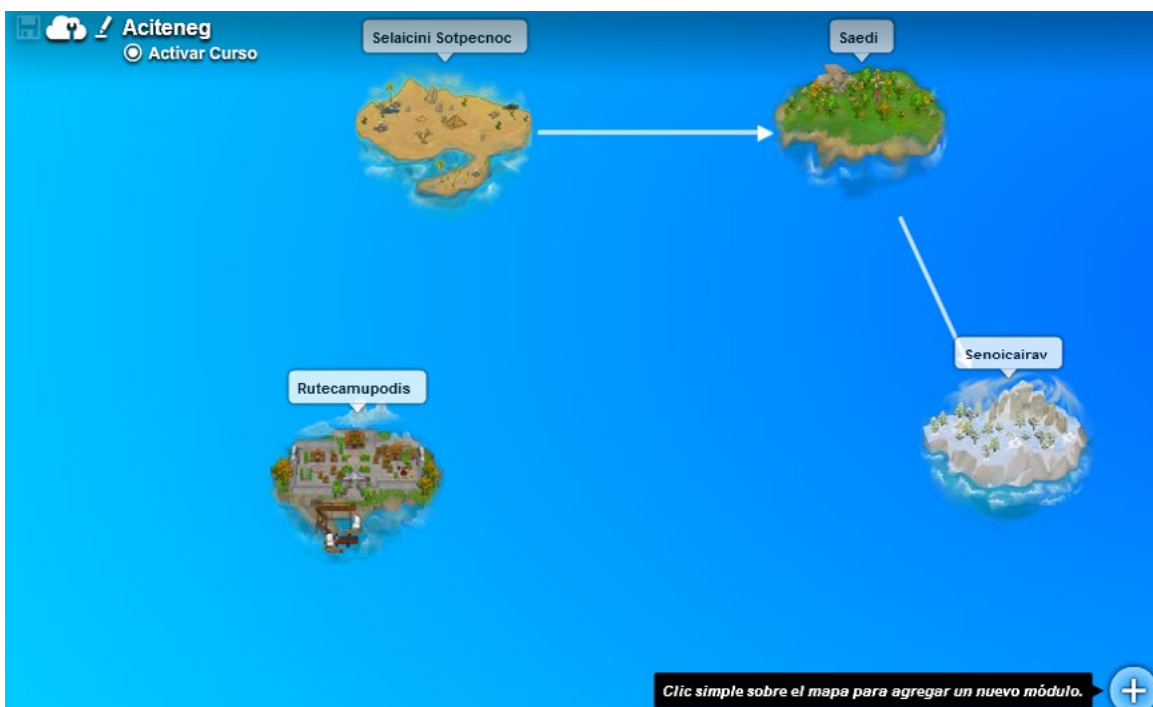 Aciteneg
Activar Curso
Selaicini Sotpecnoc
Saedi
Senoicairav
Rutecamupodis
Clic simple sobre el mapa para agregar un nuevo módulo.